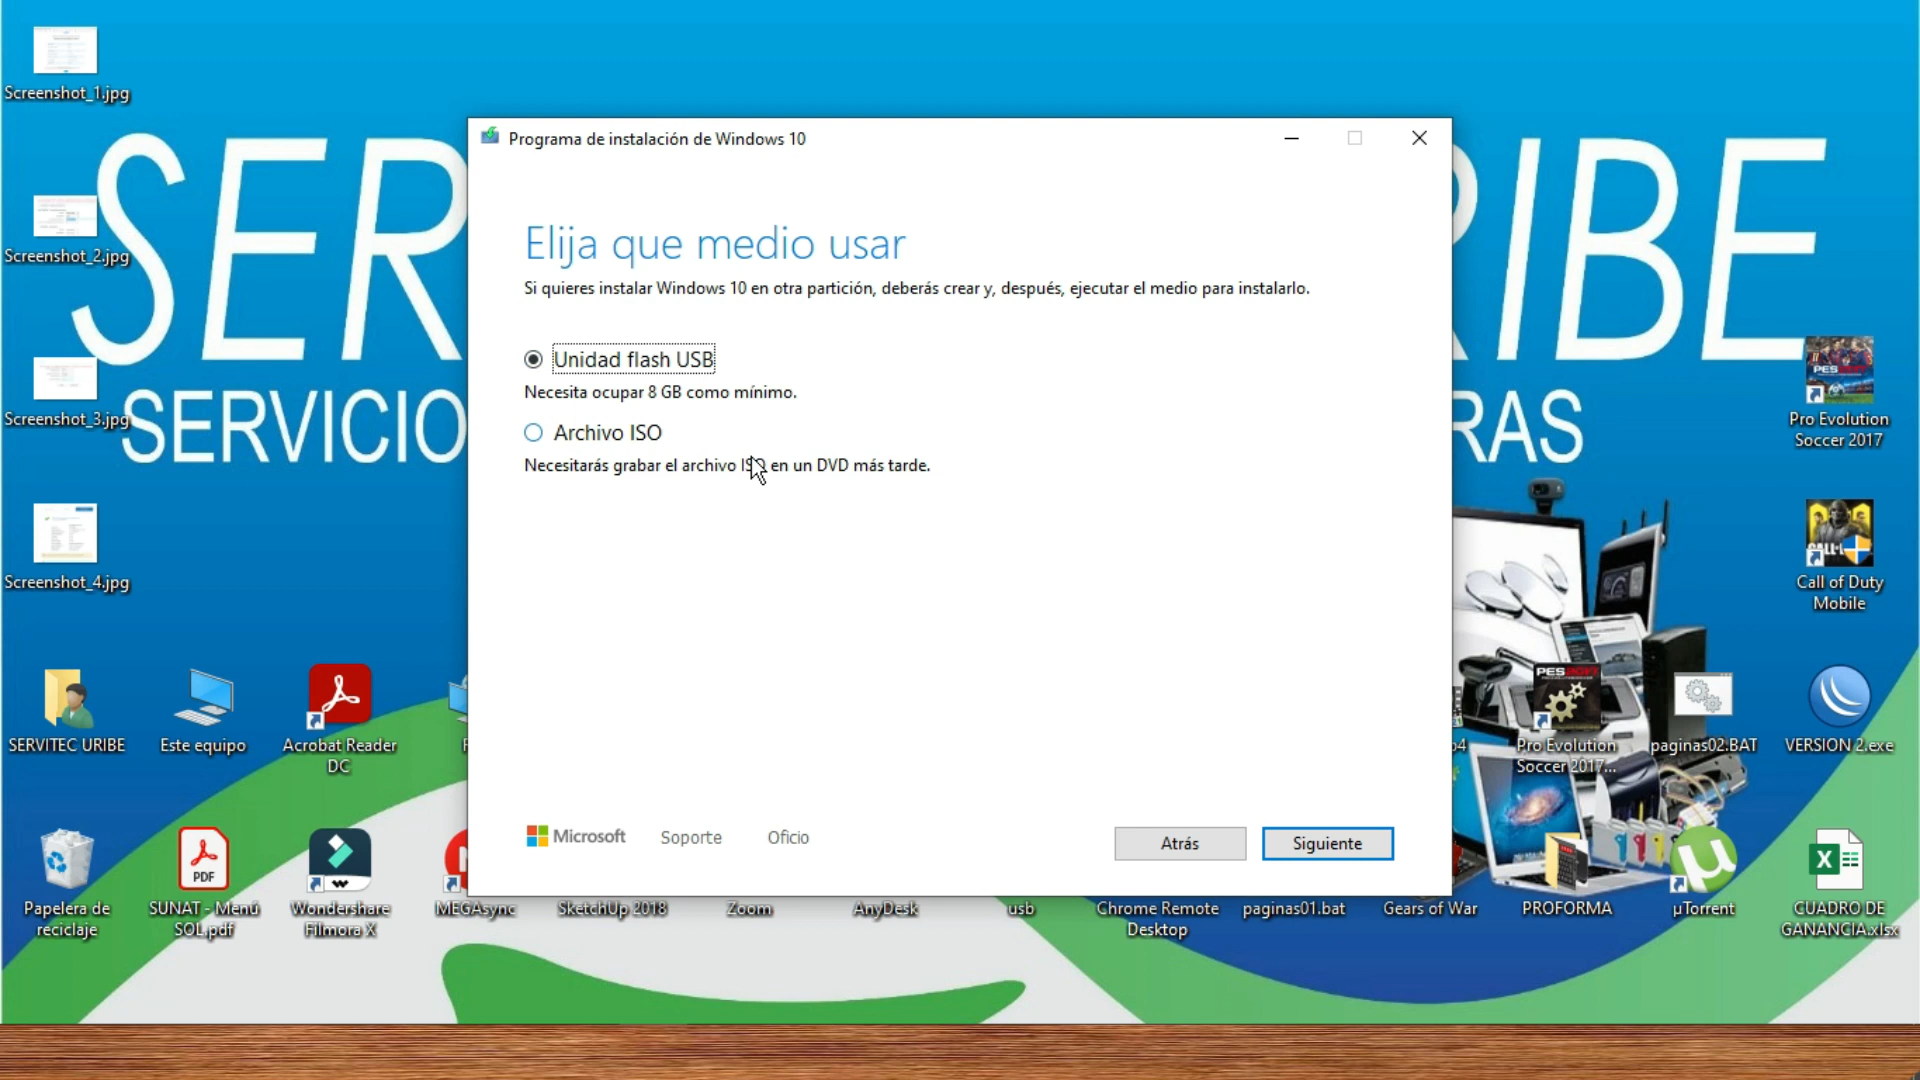 Screenshot_1.jpg
SER
RIBE
Programa de instalación de Windows 10
Elija que medio usar
Si quieres instalar Windows 10 en otra partición, deberás crear y, después, ejecutar el medio para instalarlo.
Screenshot_2.jpg
Unidad flash USB
Necesita ocupar 8 GB como mínimo.
Archivo ISO
Necesitarás grabar el archivo ISO en un DVD más tarde.
Screenshot_3.jpg
SERVICIO
RAS
Pro Evolution
Soccer 2017
Screenshot_4.jpg
Call of Duty
Mobile
SERVITEC URIBE
Este equipo
Acrobat Reader
DC
p4
Pro Evolution
Soccer 2017...
paginas02.BAT
VERSION 2.exe
Microsoft
Soporte
Oficio
Atrás
Siguiente
PDF
Papelera de
reciclaje
SUNAT - Menú
SOL.pdf
Wondershare
Filmora X
MEGAsync
SketchUp 2018
Zoom
AnyDesk
usb
Chrome Remote
Desktop
paginas01.bat
Gears of War
PROFORMA
µTorrent
CUADRO DE
GANANCIA.xlsx